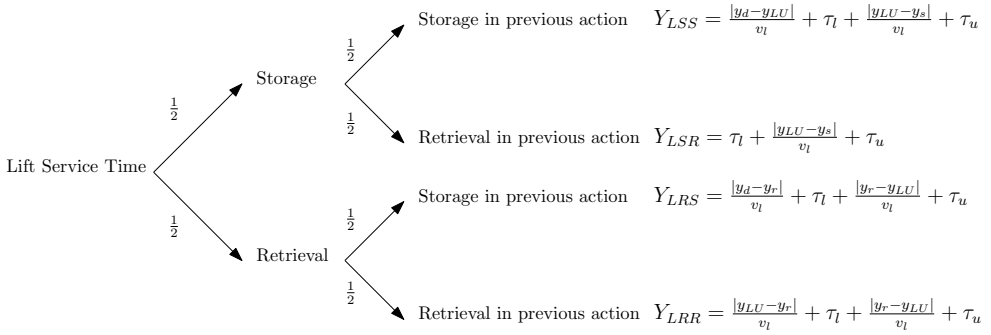 Storage in previous action $Y_{LSS} = \frac{|y_d - y_{LU}|}{v_l} + \tau_l + \frac{|y_{LU} - y_s|}{v_l} + \tau_u$
$\frac{1}{2}$
Storage
$\frac{1}{2}$
$\frac{1}{2}$
Retrieval in previous action $Y_{LSR} = \tau_l + \frac{|y_{LU} - y_s|}{v_l} + \tau_u$
Lift Service Time
Storage in previous action $Y_{LRS} = \frac{|y_d - y_r|}{v_l} + \tau_l + \frac{|y_r - y_{LU}|}{v_l} + \tau_u$
$\frac{1}{2}$
$\frac{1}{2}$
Retrieval
$\frac{1}{2}$
Retrieval in previous action $Y_{LRR} = \frac{|y_{LU} - y_r|}{v_l} + \tau_l + \frac{|y_r - y_{LU}|}{v_l} + \tau_u$